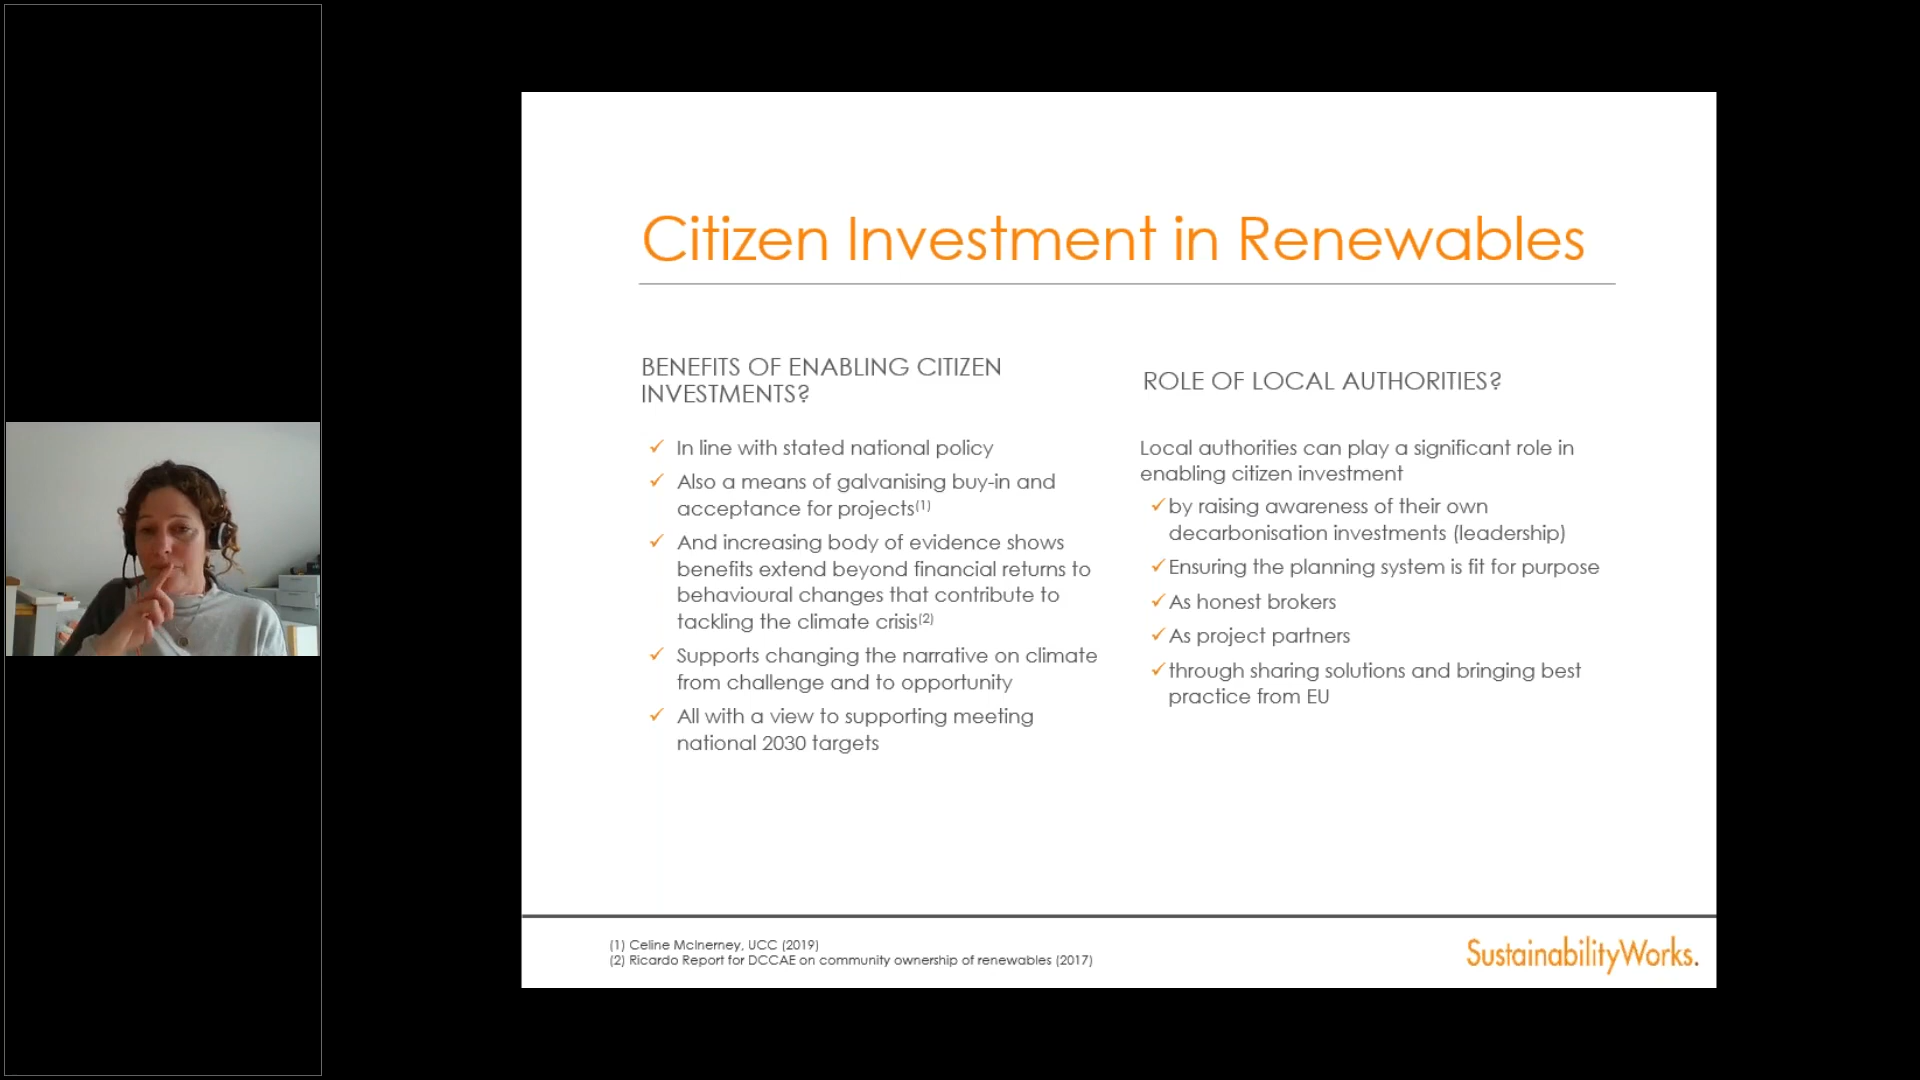 Citizen Investment in Renewables
BENEFITS OF ENABLING CITIZEN
INVESTMENTS?
✓ In line with stated national policy
✓ Also a means of galvanising buy-in and
acceptance for projects(1)
✓ And increasing body of evidence shows
benefits extend beyond financial returns to
behavioural changes that contribute to
tackling the climate crisis(2)
✓ Supports changing the narrative on climate
from challenge and to opportunity
✓ All with a view to supporting meeting
national 2030 targets
ROLE OF LOCAL AUTHORITIES?
Local authorities can play a significant role in
enabling citizen investment
✓ by raising awareness of their own
decarbonisation investments (leadership)
✓ Ensuring the planning system is fit for purpose
✓ As honest brokers
✓ As project partners
✓ through sharing solutions and bringing best
practice from EU
(1) Celine McInerney, UCC (2019)
(2) Ricardo Report for DCCAE on community ownership of renewables (2017)
SustainabilityWorks.